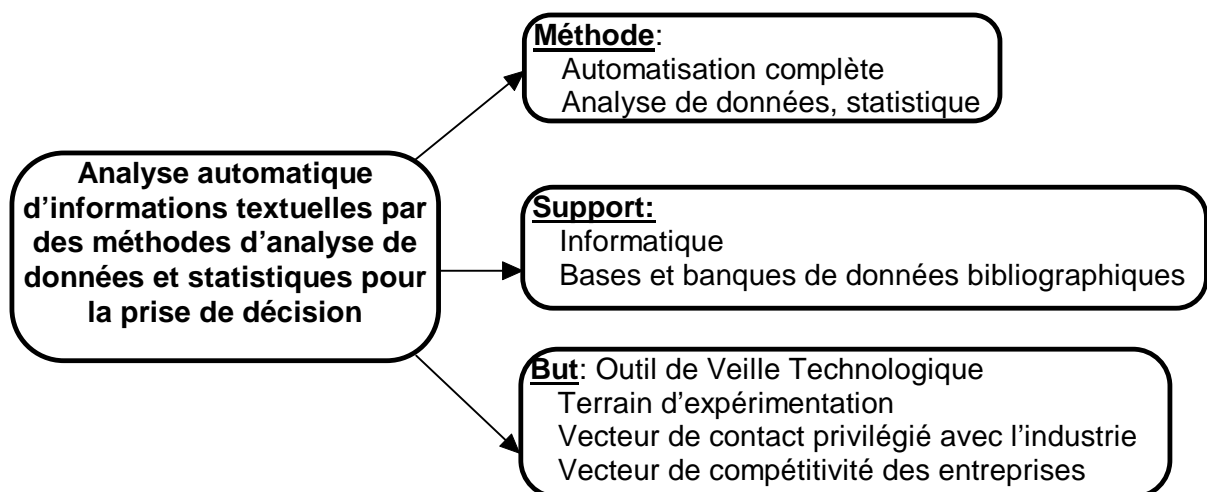 Méthode:
Automatisation complète
Analyse de données, statistique
Analyse automatique
d’informations textuelles par
des méthodes d’analyse de
données et statistiques pour
la prise de décision
Support:
Informatique
Bases et banques de données bibliographiques
But: Outil de Veille Technologique
Terrain d’expérimentation
Vecteur de contact privilégié avec l’industrie
Vecteur de compétitivité des entreprises